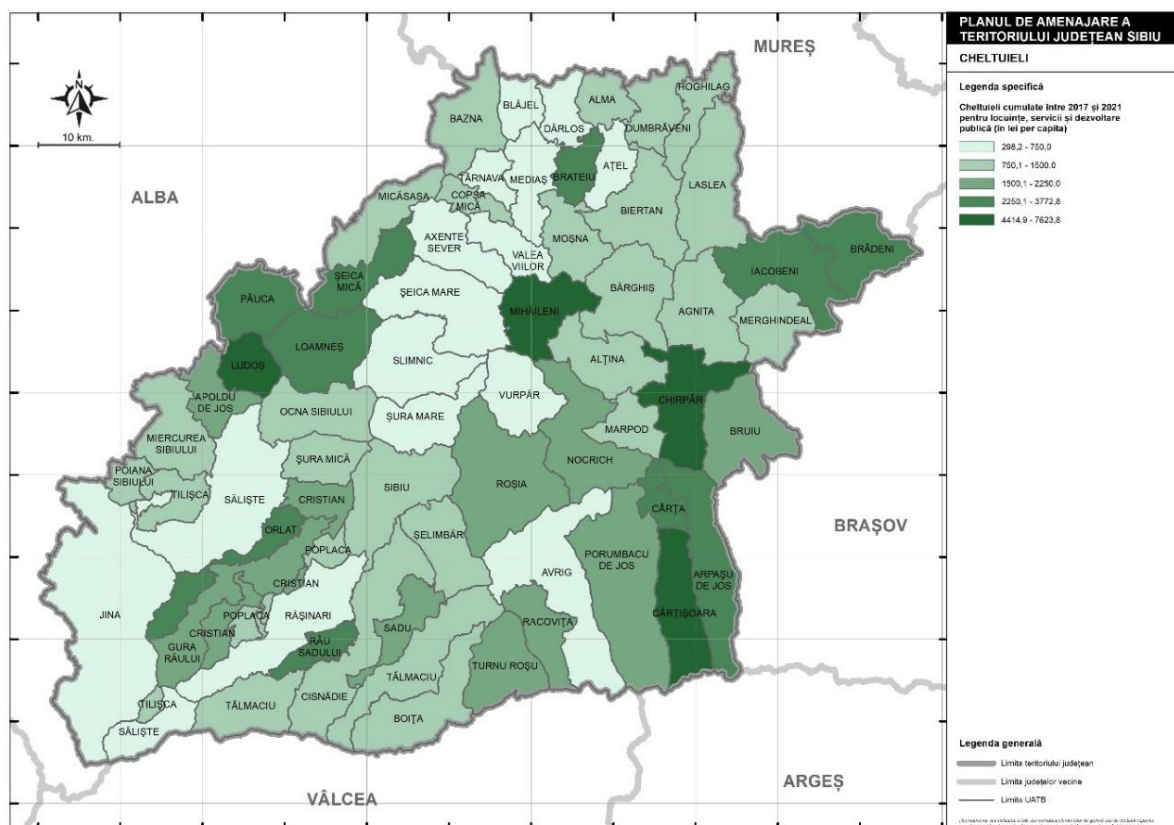 PLANUL DE AMENAJARE A
TERITORIULUI JUDEȚEAN SIBIU
CHELTUIELI
Legenda specifică
Cheltuieli cumulate între 2017 și 2021
pentru locuințe, servicii și dezvoltare
publică (în lei per capita)
298,2 - 750,0
750,1 - 1500,0
1500,1 - 2250,0
2250,1 - 3772,8
4414,9 - 7623,8
N
10 km.
MUREȘ
ALBA
BRAȘOV
ARGEȘ
VÂLCEA
HOGHILAG
BLĂJEL
ALMA
BAZNA
DÂRLOS
DUMBRĂVENI
TÂRNAVA
MEDIAȘ
BRATEIU
AȚEL
LASLEA
MICĂSASA
COPȘA
MICĂ
BIERTAN
AXENTE
SEVER
MOȘNA
VALEA
VIILOR
BRĂDENI
IACOBENI
ȘEICA
MICĂ
ȘEICA MARE
BÂRGHIȘ
PĂUCA
MIHAILENI
AGNITA
MERGHINDEAL
LOAMNEȘ
SLIMNIC
ALȚINA
LUDOȘ
APOLDU
DE JOS
VURPĂR
CHIRPĂR
OCNA SIBIULUI
ȘURA MARE
MARPOD
BRUIU
MIERCUREA
SIBIULUI
ȘURA MICĂ
NOCRICH
POIANA
SIBIULUI
TILIȘCA
SĂLIȘTE
CRISTIAN
SIBIU
ROȘIA
CÂRȚA
ORLAT
ȘELIMBĂR
POPLACA
PORUMBACU
DE JOS
AVRIG
ARPAȘU
DE JOS
CRISTIAN
JINA
POPLACA
RĂȘINARI
CÂRȚIȘOARA
CRISTIAN
RÂU
SADULUI
SADU
RACOVIȚA
GURA
RÂULUI
TURNU ROȘU
TĂLMACIU
CISNĂDIE
TILIȘCA
TĂLMACIU
BOIȚA
SĂLIȘTE
Legenda generală
Limita teritoriului județean
Limita județelor vecine
Limita UATB